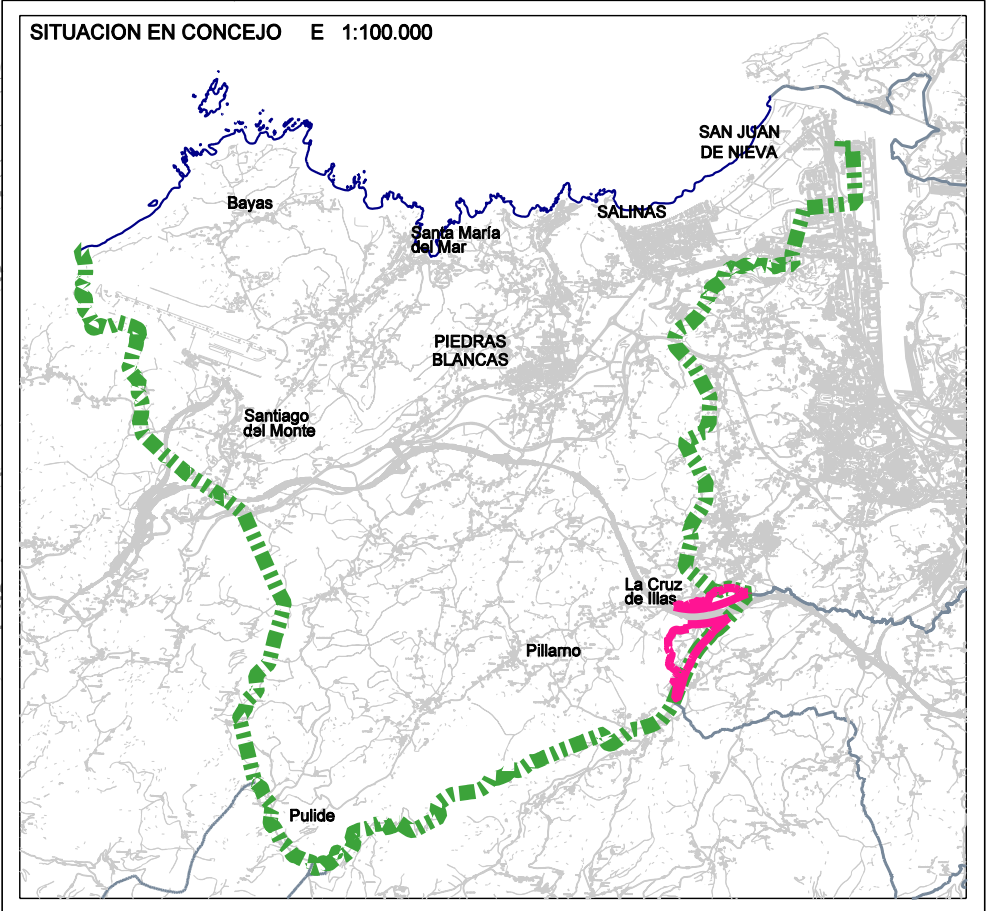 SITUACION EN CONCEJO E 1:100.000
SAN JUAN
DE NIEVA
Bayas
SALINAS
Santa María
del Mar
PIEDRAS
BLANCAS
Santiago
del Monte
La Cruz
de Illas
Pillarno
Pulide